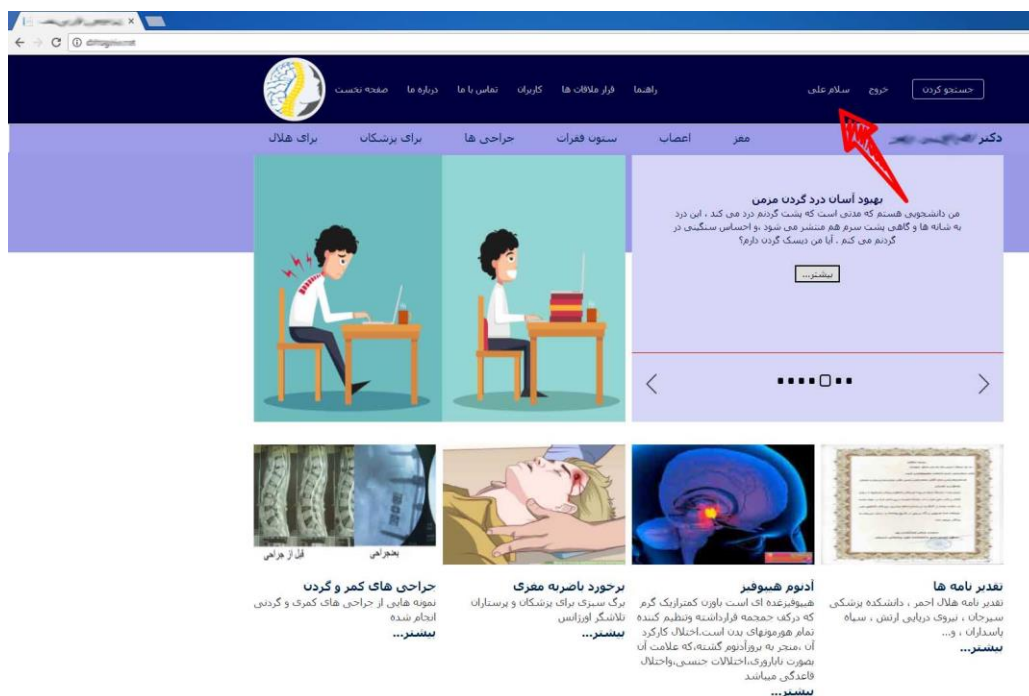 جستجو کردن
خروج
سلام علی
راهنما
قرار ملاقات ها
کاربران
تماس با ما
درباره ما
صفحه نخست
دکتر
مغز
اعصاب
ستون فقرات
جراحی ها
برای پزشکان
برای هلال
بهبود آسان درد گردن مزمن
من دانشجویی هستم که مدتی است که پشت گردنم درد می کند ، این درد
به شانه ها و گاهی پشت سرم هم منتشر می شود ،و احساس سنگینی در
گردنم می کنم . آیا من دیسک گردن دارم؟
بیشتر...
تقدیر نامه ها
تقدیر نامه هلال احمر ، دانشکده پزشکی
سیرجان ، نیروی دریایی ارتش ، سپاه
پاسداران ، و...
بیشتر...
آدنوم هیپوفیز
هیپوفیزغده ای است باوزن کمترازیک گرم
که درکف جمجمه قرارداشته وتنظیم کننده
تمام هورمونهای بدن است.اختلال کارکرد
آن ،منجر به بروزآدنوم گشته،که علامت آن
بصورت ناباروری،اختلالات جنسی،واختلال
قاعدگی میباشد
بیشتر...
برخورد باضربه مغزی
برگ سبزی برای پزشکان و پرستاران
تلاشگر اورژانس
بیشتر...
بعدجراحی
قبل از جراحی
جراحی های کمر و گردن
نمونه هایی از جراحی های کمری و گردنی
انجام شده
بیشتر...